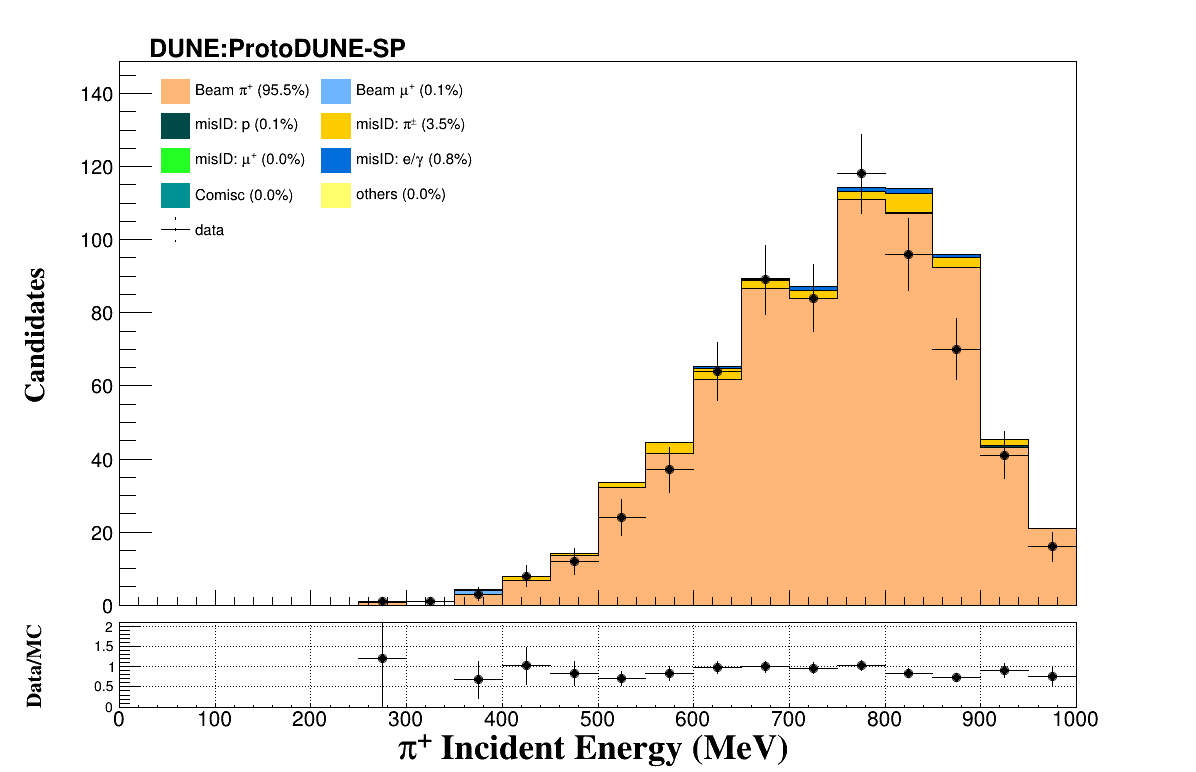 DUNE:ProtoDUNE-SP
Beam π⁺ (95.5%)
Beam μ⁺ (0.1%)
misID: p (0.1%)
misID: π± (3.5%)
misID: μ⁺ (0.0%)
misID: e/γ (0.8%)
Comisc (0.0%)
others (0.0%)
data
Candidates
140
120
100
80
60
40
20
0
Data/MC
2
1.5
1
0.5
0
0 100 200 300 400 500 600 700 800 900 1000
π⁺ Incident Energy (MeV)